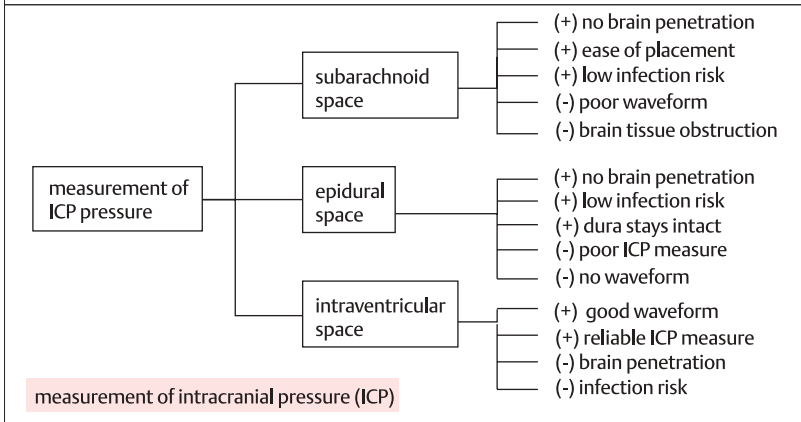 measurement of
ICP pressure
subarachnoid
space
(+) no brain penetration
(+) ease of placement
(+) low infection risk
(-) poor waveform
(-) brain tissue obstruction
epidural
space
(+) no brain penetration
(+) low infection risk
(+) dura stays intact
(-) poor ICP measure
(-) no waveform
intraventricular
space
(+) good waveform
(+) reliable ICP measure
(-) brain penetration
(-) infection risk
measurement of intracranial pressure (ICP)